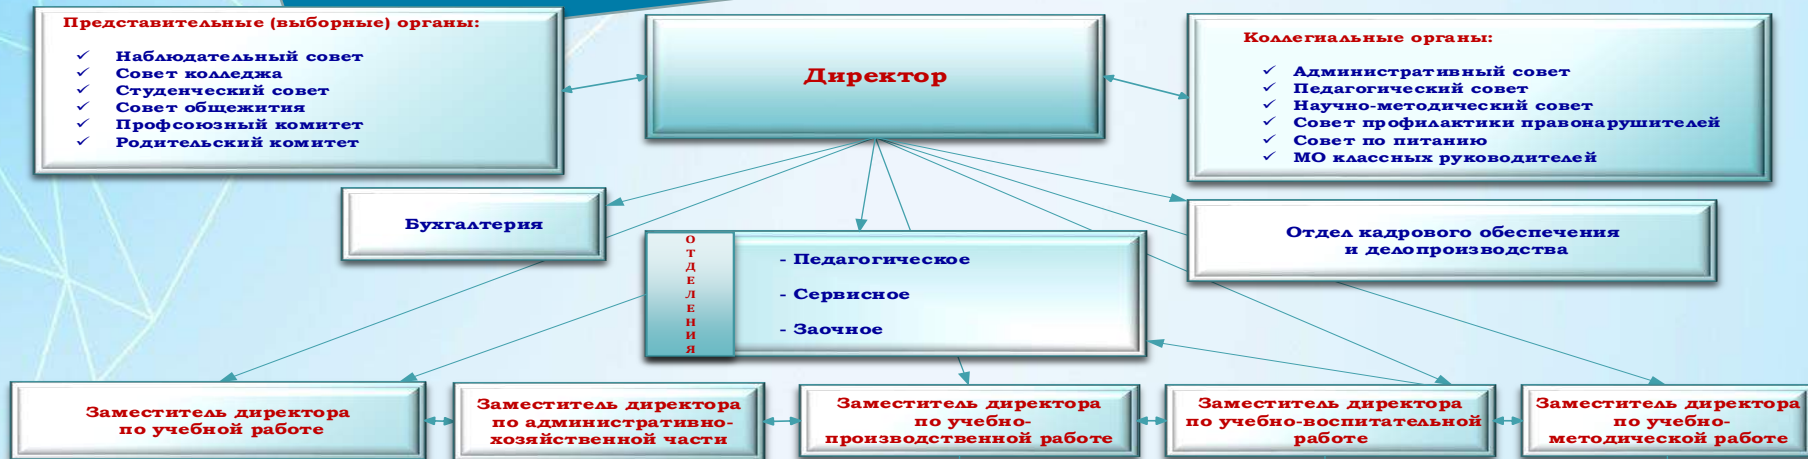 Представительные (выборные) органы:
✓ Наблюдательный совет
✓ Совет колледжа
✓ Студенческий совет
✓ Совет общежития
✓ Профсоюзный комитет
✓ Родительский комитет
Директор
Коллегиальные органы:
✓ Административный совет
✓ Педагогический совет
✓ Научно-методический совет
✓ Совет профилактики правонарушителей
✓ Совет по питанию
✓ МО классных руководителей
Бухгалтерия
ОТДЕЛЕНИЯ
- Педагогическое
- Сервисное
- Заочное
Отдел кадрового обеспечения
и делопроизводства
Заместитель директора
по учебной работе
Заместитель директора
по административно-
хозяйственной части
Заместитель директора
по учебно-
производственной работе
Заместитель директора
по учебно-воспитательной
работе
Заместитель директора
по учебно-
методической работе